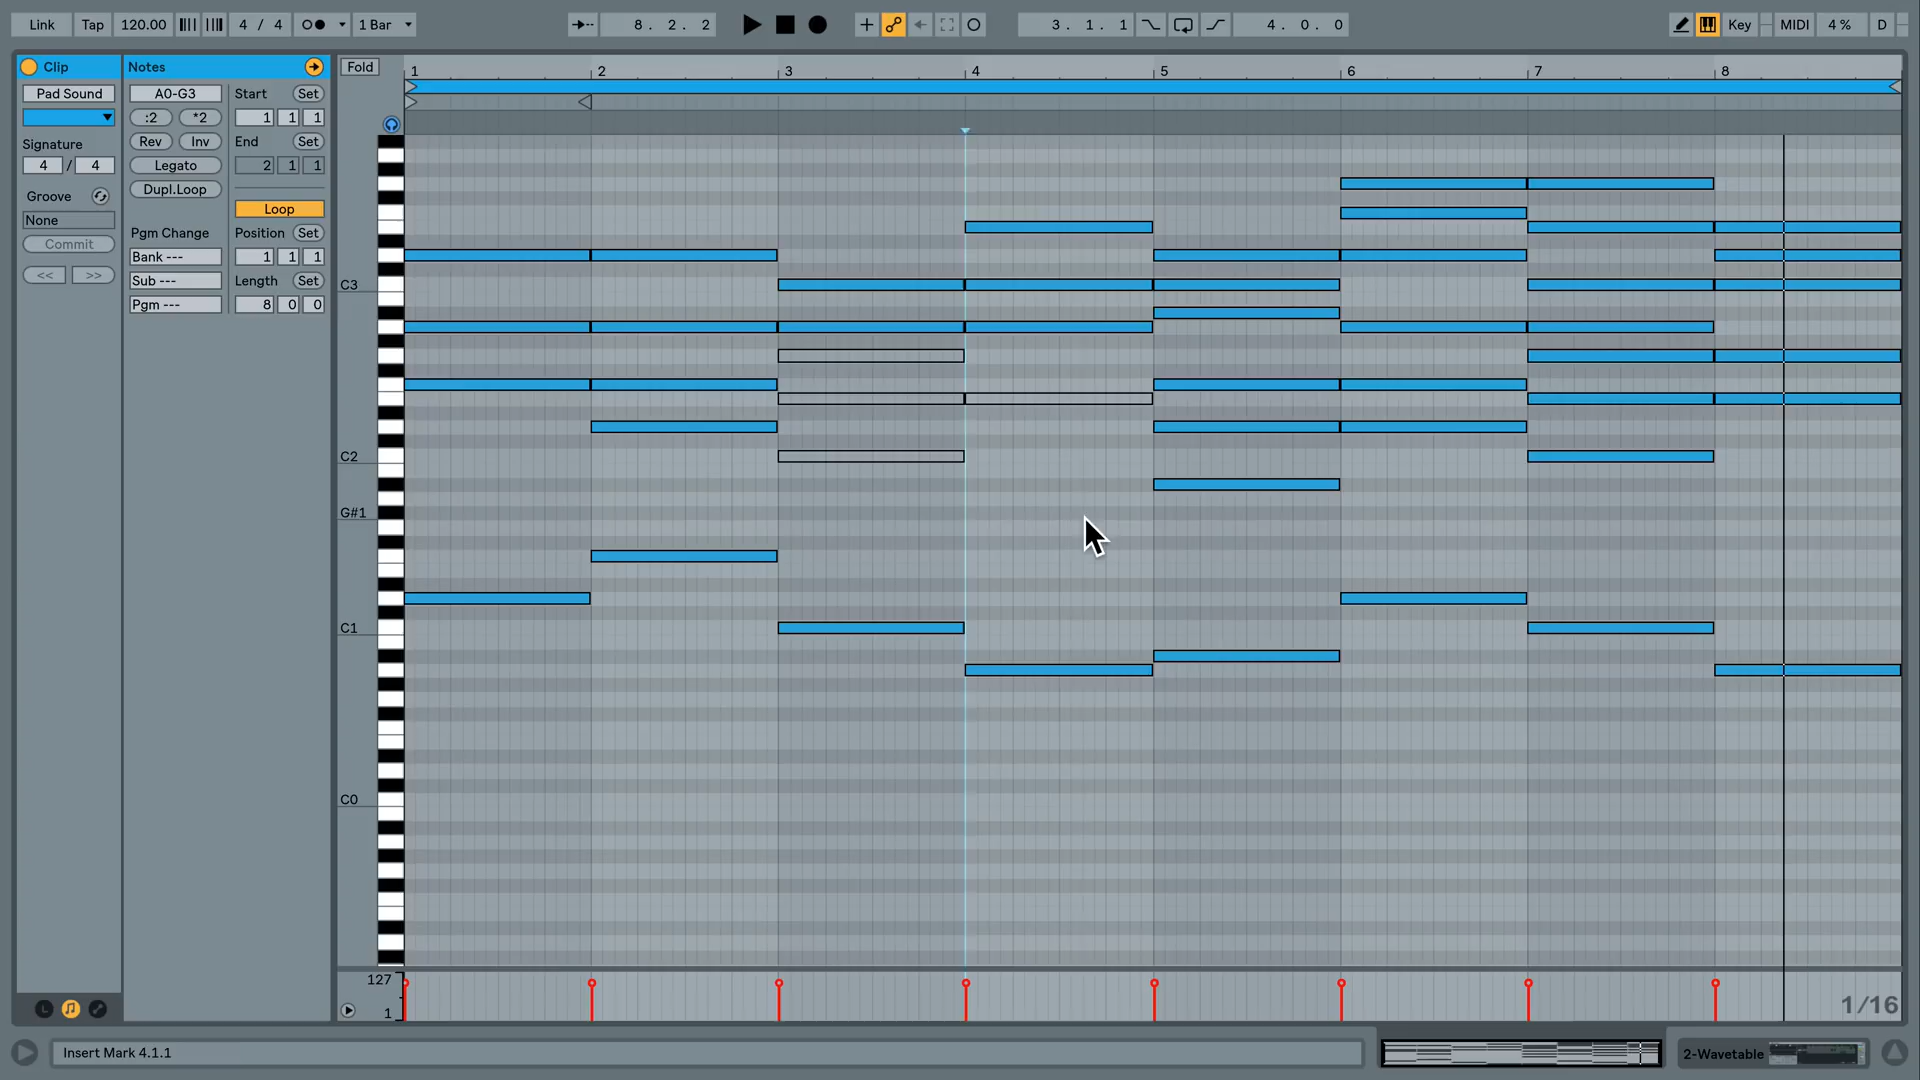 Link Tap 120.00 4 / 4 1 Bar 8. 2. 2 3. 1. 1 4. 0. 0 Key MIDI 4 % D
Clip
Pad Sound
Signature
4 / 4
Groove
None
Commit
<< >>
Notes
A0-G3
:2 *2
Rev Inv
Legato
Dupl.Loop
Pgm Change
Bank ---
Sub ---
Pgm ---
Start Set
1 1 1
End Set
2 1 1
Loop
Position Set
1 1 1
Length Set
8 0 0
Fold
1 2 3 4 5 6 7 8
C3
C2
G#1
C1
C0
127
1
1/16
L
Insert Mark 4.1.1
2-Wavetable